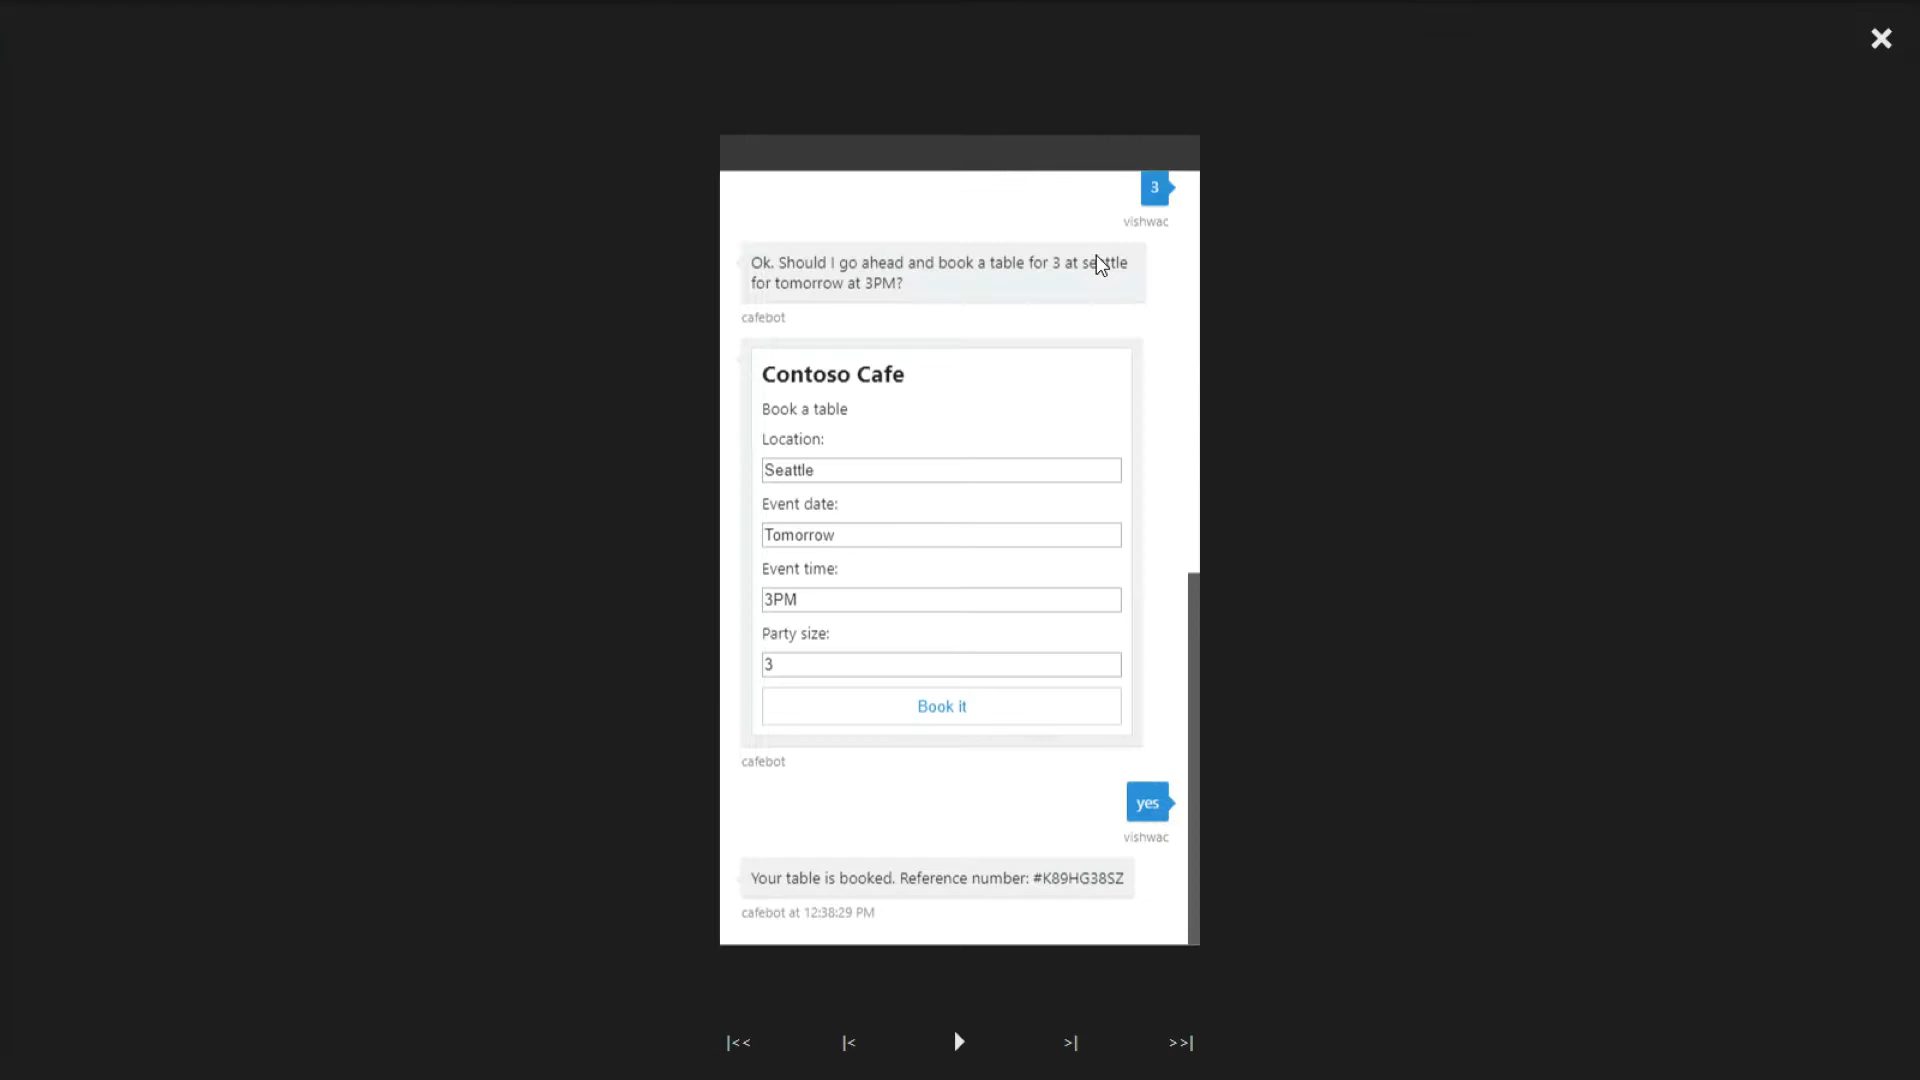 3
vishwac
Ok. Should I go ahead and book a table for 3 at seattle
for tomorrow at 3PM?
cafebot
Contoso Cafe
Book a table
Location:
Seattle
Event date:
Tomorrow
Event time:
3PM
Party size:
3
Book it
cafebot
yes
vishwac
Your table is booked. Reference number: #K89HG38SZ
cafebot at 12:38:29 PM
|<< |< >| >>|